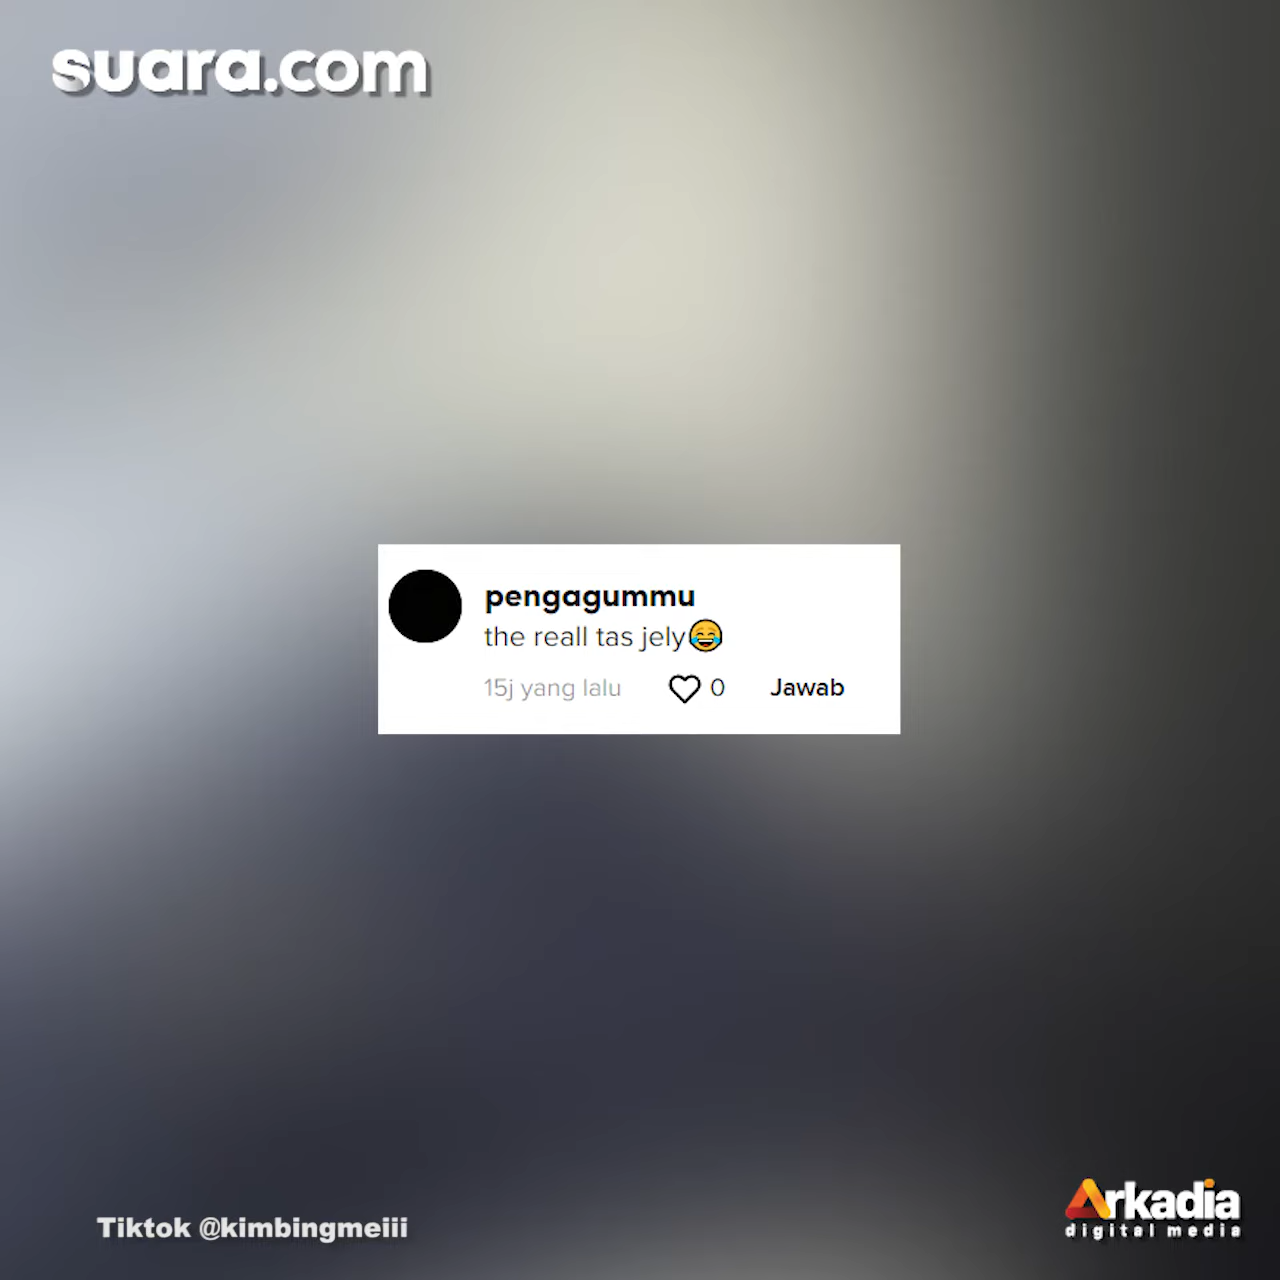 suara.com
pengagummu
the reall tas jely😂
15j yang lalu 0 Jawab
Tiktok @kimbingmeiii
Arkadia
digital media